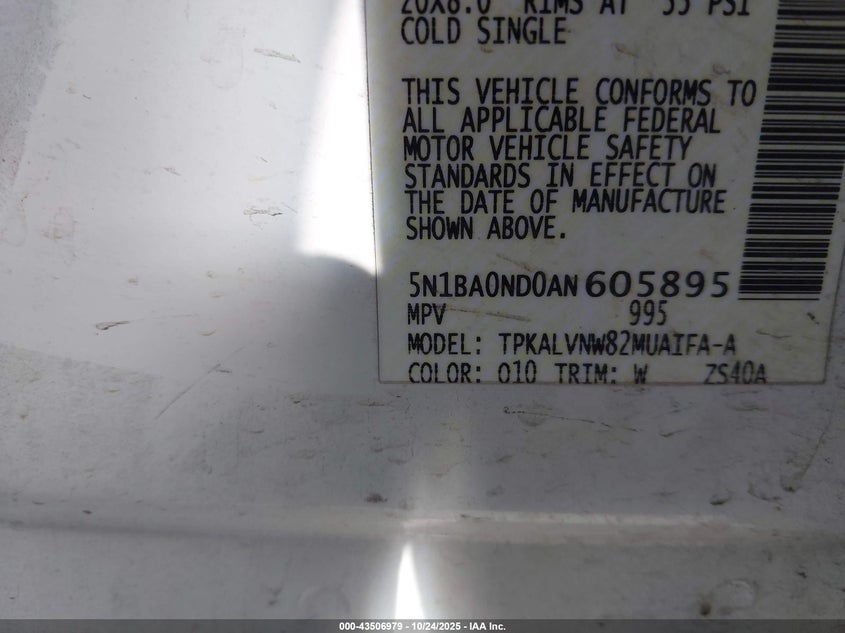 20X8.0 RIMS AT 35 PSI
COLD SINGLE
THIS VEHICLE CONFORMS TO
ALL APPLICABLE FEDERAL
MOTOR VEHICLE SAFETY
STANDARDS IN EFFECT ON
THE DATE OF MANUFACTURE
SHOWN ABOVE.
5N1BA0ND0AN605895
MPV 995
MODEL: TPKALVNW82MUAIFA-A
COLOR: 010 TRIM: W ZS40A
000-43506979 - 10/24/2025 - IAA Inc.